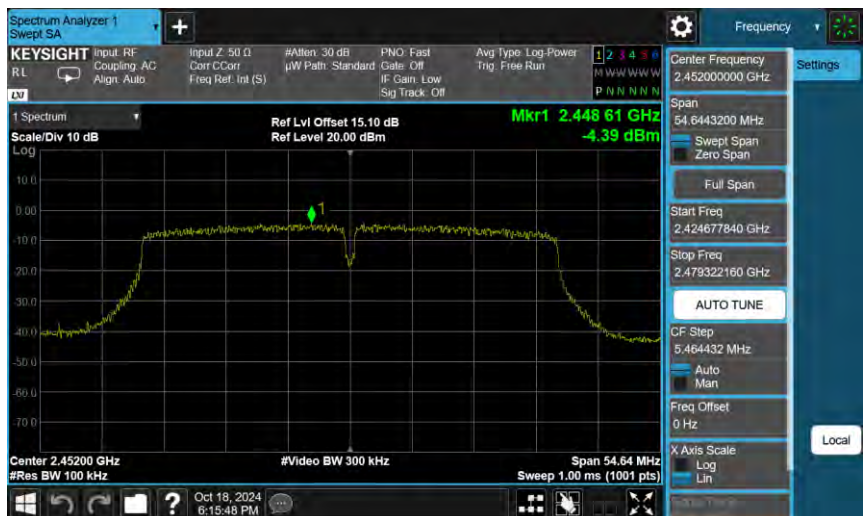 Spectrum Analyzer 1
Swept SA
+
Frequency
KEYSIGHT
RL
LXI
Input: RF
Coupling: AC
Align: Auto
Input Z: 50 Ω
Corr CCorr
Freq Ref: Int (S)
#Atten: 30 dB
µW Path: Standard
PNO: Fast
Gate: Off
IF Gain: Low
Sig Track: Off
Avg Type: Log-Power
Trig: Free Run
1 2 3 4 5 6
M W W W W W
P N N N N N
1 Spectrum
Scale/Div 10 dB
Log
Ref Lvl Offset 15.10 dB
Ref Level 20.00 dBm
Mkr1 2.448 61 GHz
-4.39 dBm
10.0
0.00
-10.0
-20.0
-30.0
-40.0
-50.0
-60.0
-70.0
1
Center 2.45200 GHz
#Res BW 100 kHz
#Video BW 300 kHz
Span 54.64 MHz
Sweep 1.00 ms (1001 pts)
Oct 18, 2024
6:15:48 PM
?
Center Frequency
2.452000000 GHz
Span
54.6443200 MHz
Swept Span
Zero Span
Full Span
Start Freq
2.424677840 GHz
Stop Freq
2.479322160 GHz
AUTO TUNE
CF Step
5.464432 MHz
Auto
Man
Freq Offset
0 Hz
X Axis Scale
Log
Lin
Settings
Local